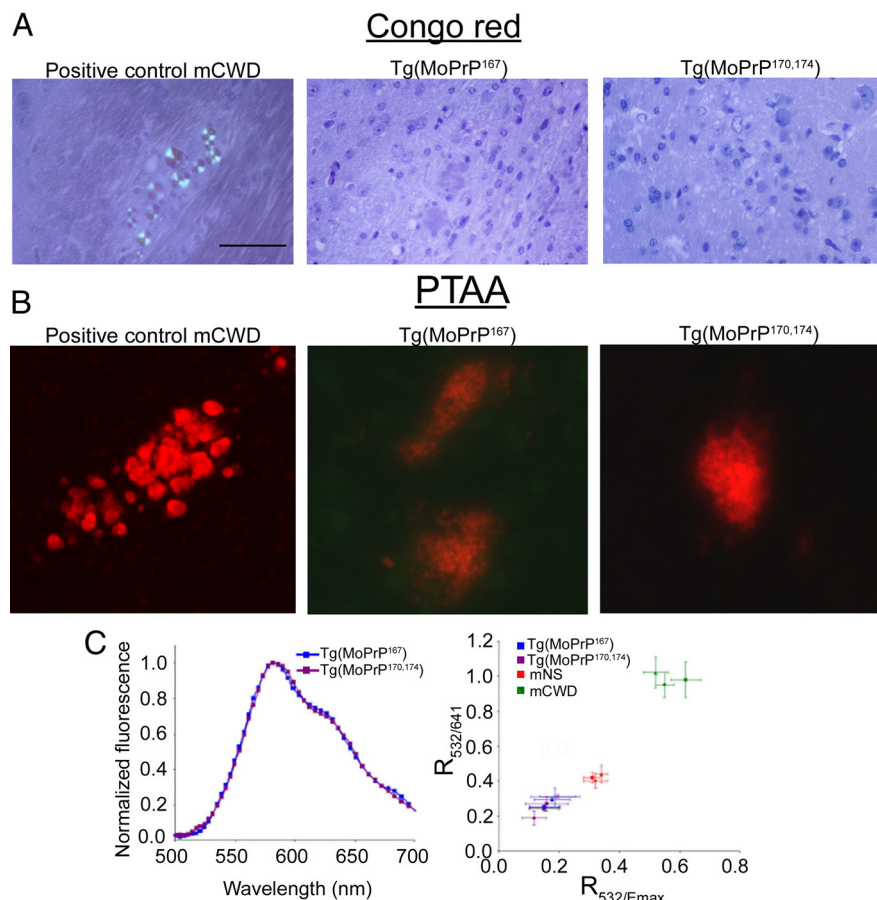 A
Congo red
Positive control mCWD
Tg(MoPrP167)
Tg(MoPrP170,174)
B
PTAA
Positive control mCWD
Tg(MoPrP167)
Tg(MoPrP170,174)
C
Normalized fluorescence
1.0
0.8
0.6
0.4
0.2
0.0
500
550
600
650
700
Wavelength (nm)
Tg(MoPrP167)
Tg(MoPrP170,174)
R532/641
1.2
1.0
0.8
0.6
0.4
0.2
0
0
0.2
0.4
0.6
0.8
R532/Emax
Tg(MoPrP167)
Tg(MoPrP170,174)
mNS
mCWD